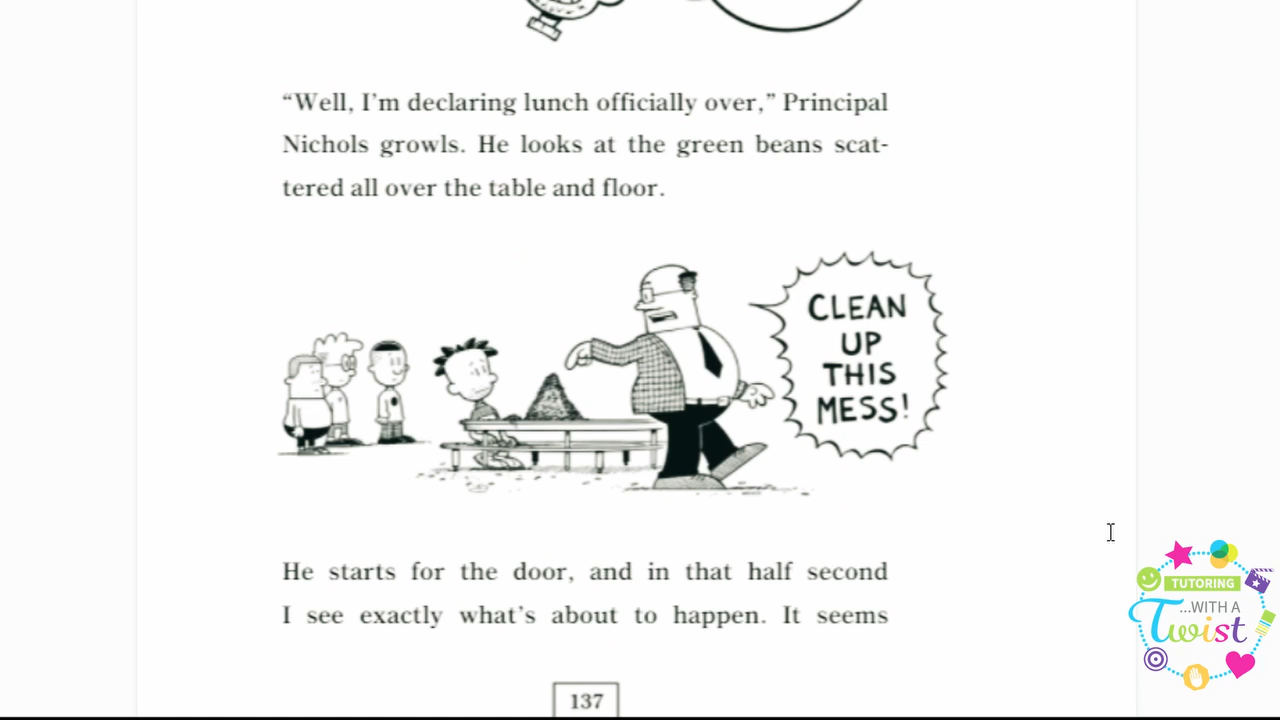 “Well, I’m declaring lunch officially over,” Principal
Nichols growls. He looks at the green beans scat-
tered all over the table and floor.
CLEAN
UP
THIS
MESS!
He starts for the door, and in that half second
I see exactly what’s about to happen. It seems
137
TUTORING
...WITH A
Twist